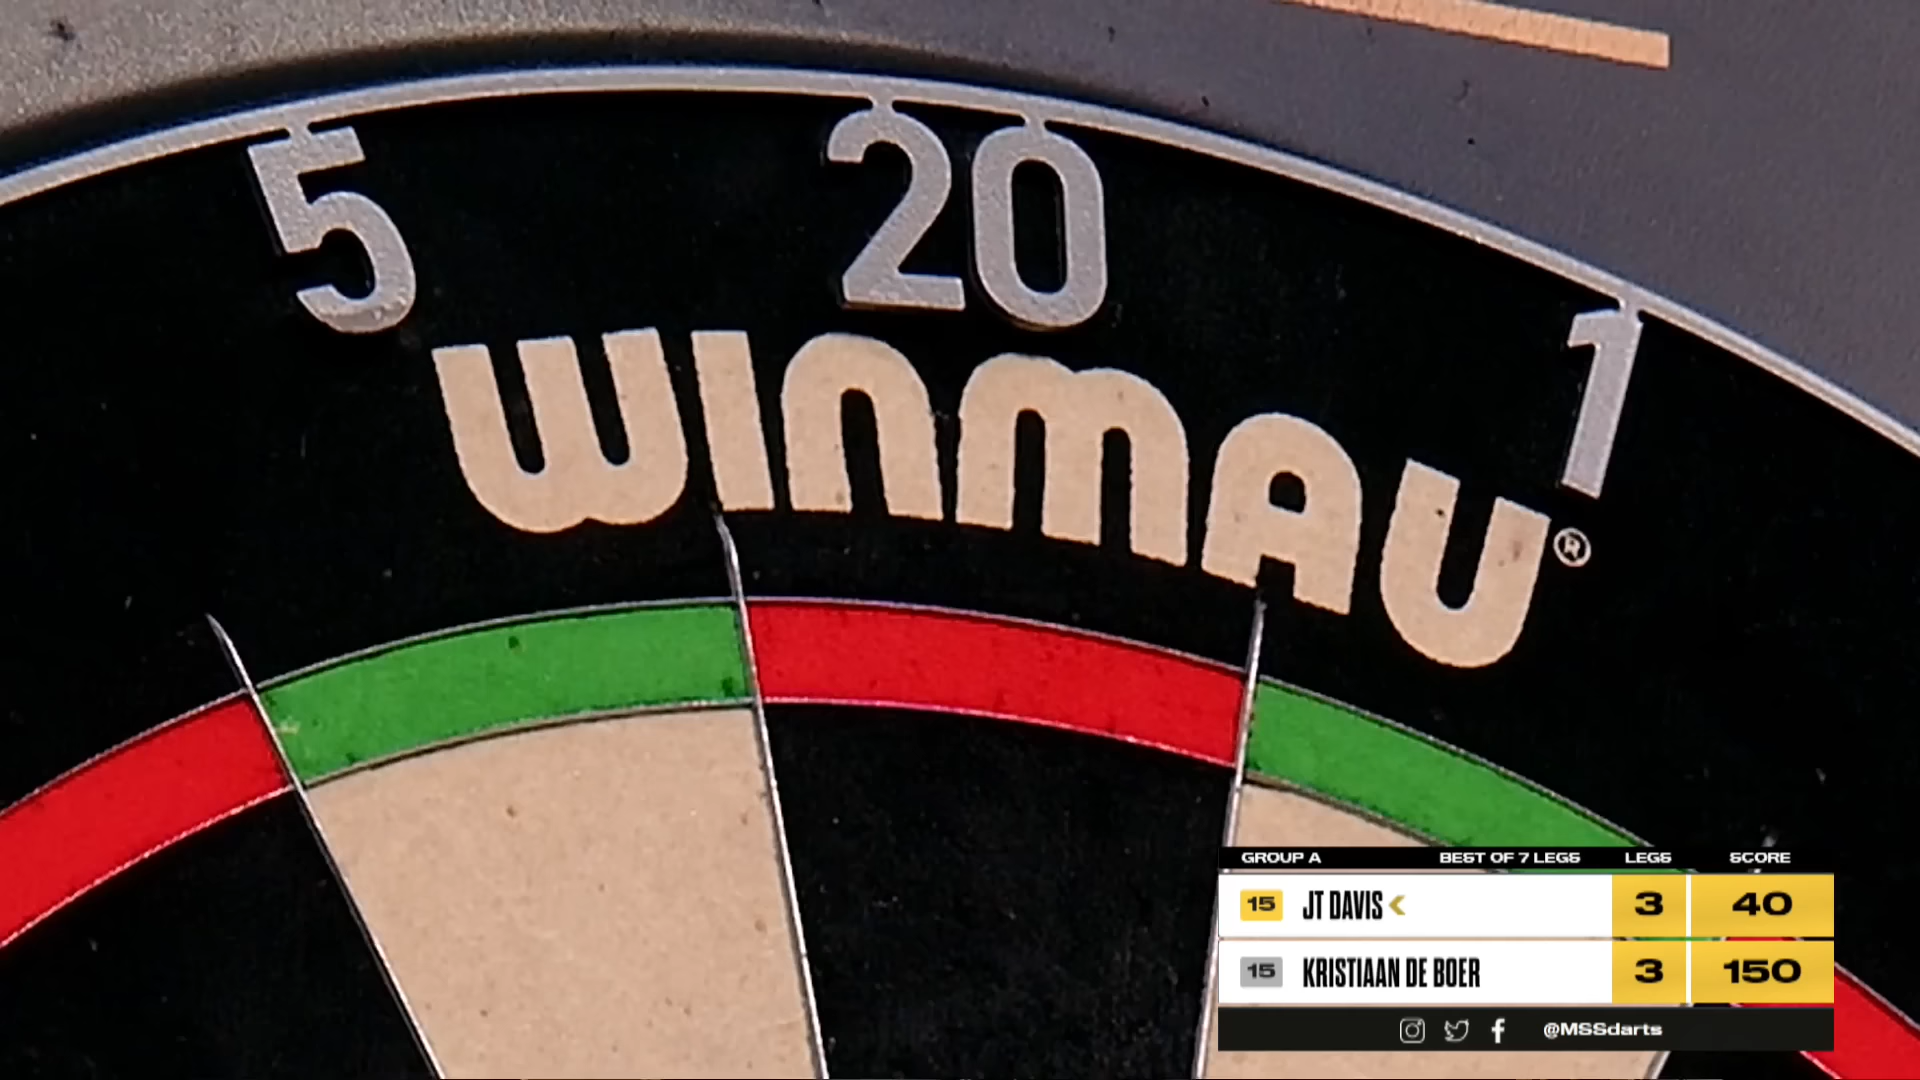 5 20 1
WINMAU®
GROUP A BEST OF 7 LEGS LEGS SCORE
15 JT DAVIS 3 40
15 KRISTIAAN DE BOER 3 150
@MSSdarts